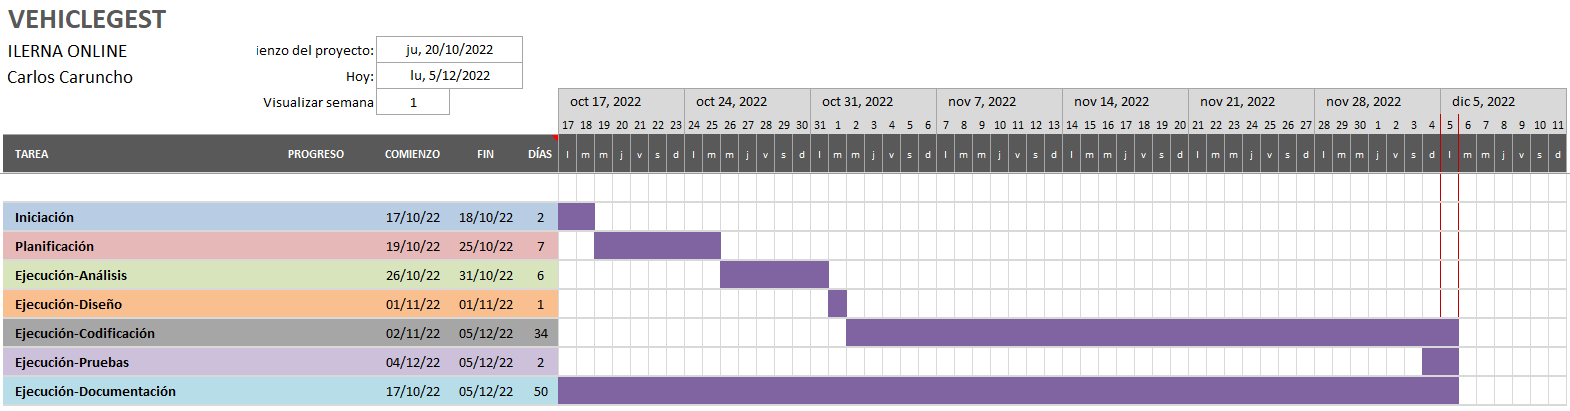 VEHICLEGEST
ILERNA ONLINE
ienzo del proyecto: ju, 20/10/2022
Carlos Caruncho
Hoy: lu, 5/12/2022
Visualizar semana 1
oct 17, 2022 oct 24, 2022 oct 31, 2022 nov 7, 2022 nov 14, 2022 nov 21, 2022 nov 28, 2022 dic 5, 2022
17 18 19 20 21 22 23 24 25 26 27 28 29 30 31 1 2 3 4 5 6 7 8 9 10 11 12 13 14 15 16 17 18 19 20 21 22 23 24 25 26 27 28 29 30 1 2 3 4 5 6 7 8 9 10 11
TAREA PROGRESO COMIENZO FIN DÍAS l m m j v s d l m m j v s d l m m j v s d l m m j v s d l m m j v s d l m m j v s d l m m j v s d l m m j v s d
Iniciación 17/10/22 18/10/22 2
Planificación 19/10/22 25/10/22 7
Ejecución-Análisis 26/10/22 31/10/22 6
Ejecución-Diseño 01/11/22 01/11/22 1
Ejecución-Codificación 02/11/22 05/12/22 34
Ejecución-Pruebas 04/12/22 05/12/22 2
Ejecución-Documentación 17/10/22 05/12/22 50